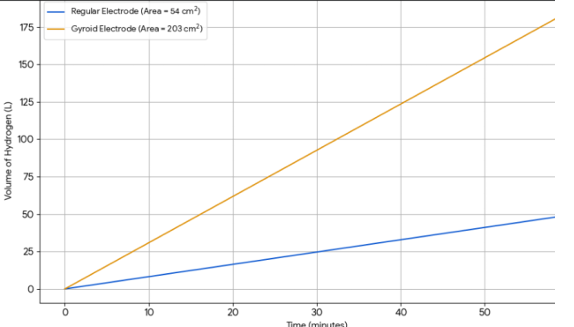 Regular Electrode (Area = 54 cm²)
Gyroid Electrode (Area = 203 cm²)
175
150
125
100
75
50
25
0
Volume of Hydrogen (L)
0 10 20 30 40 50
Time (minutes)